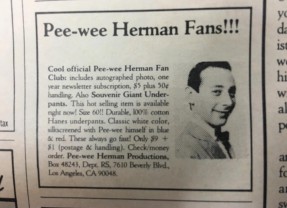 Pee-wee Herman Fans!!!
Cool official Pee-wee Herman Fan
Club: includes autographed photo, one
year newsletter subscription, $5 plus 50¢
handling. Also Souvenir Giant Under-
pants. This hot selling item is available
right now! Size 60!! Durable, 100% cotton
Hanes underpants. Classic white color,
silkscreened with Pee-wee himself in blue
& red. These always go fast! Only $9 +
$1 (postage & handling). Check/money
order. Pee-wee Herman Productions,
Box 48243, Dept. RS, 7610 Beverly Blvd.,
Los Angeles, CA 90048.